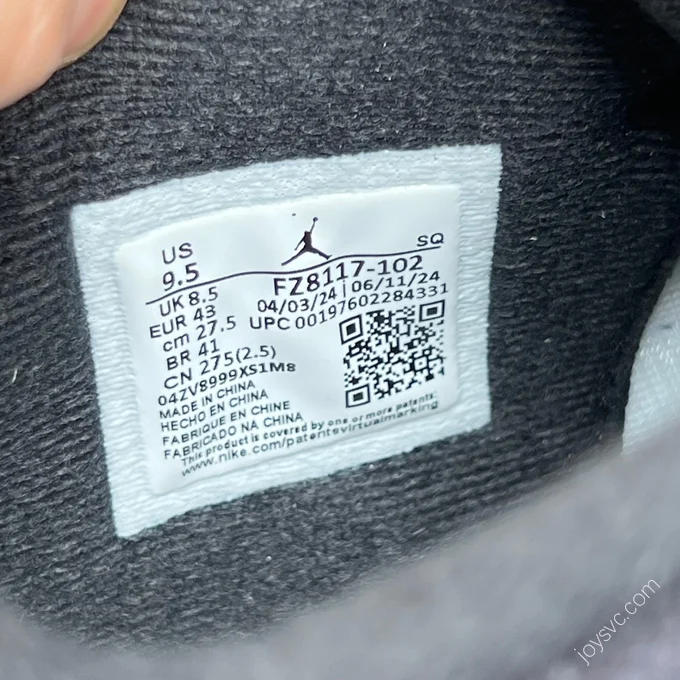 US
9.5
UK 8.5
EUR 43
cm 27.5
BR 41
CN 275(2.5)
04ZV8999XS1M8
MADE IN CHINA
HECHO EN CHINA
FABRIQUE EN CHINE
FABRICADO NA CHINA
This product is covered by one or more patents:
www.nike.com/patentsvirtualmarking
SQ
FZ8117-102
04/03/24 | 06/11/24
UPC 00197602284331
joysvc.com